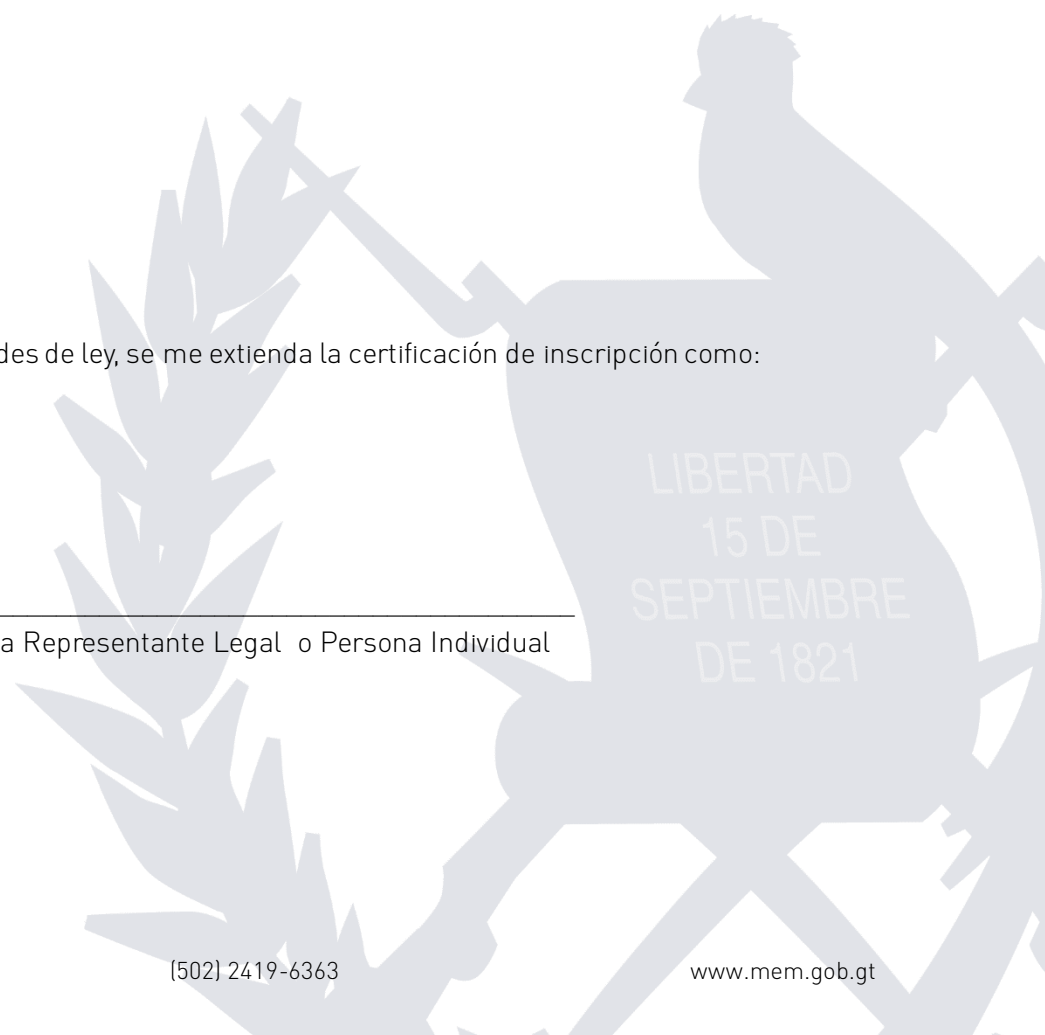 des de ley, se me extienda la certificación de inscripción como:
LIBERTAD
15 DE
SEPTIEMBRE
DE 1821
a Representante Legal o Persona Individual
(502) 2419-6363
www.mem.gob.gt